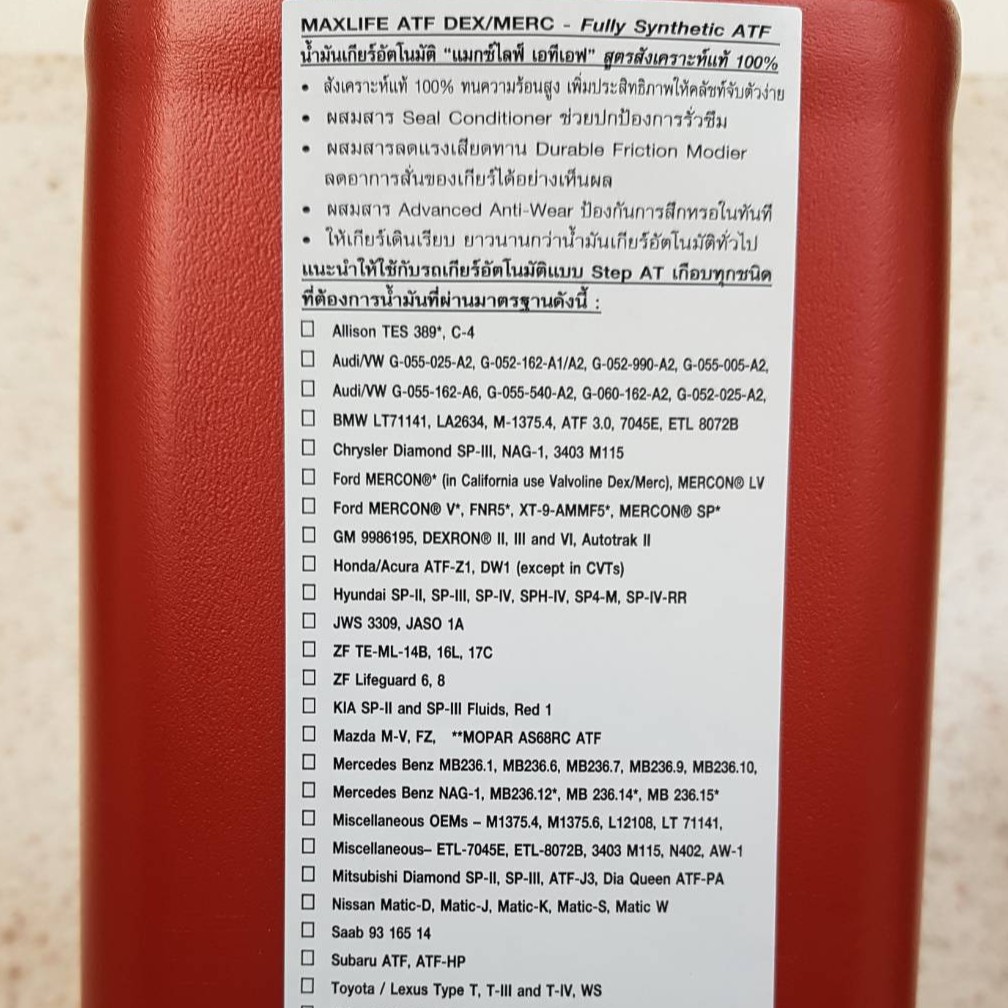 MAXLIFE ATF DEX/MERC - Fully Synthetic ATF
น้ำมันเกียร์อัตโนมัติ “แมกซ์ไลฟ์ เอทีเอฟ” สูตรสังเคราะห์แท้ 100%
• สังเคราะห์แท้ 100% ทนความร้อนสูง เพิ่มประสิทธิภาพให้คลัชท์จับตัวง่าย
• ผสมสาร Seal Conditioner ช่วยปกป้องการรั่วซึม
• ผสมสารลดแรงเสียดทาน Durable Friction Modier
ลดอาการสั่นของเกียร์ได้อย่างเห็นผล
• ผสมสาร Advanced Anti-Wear ป้องกันการสึกหรอในทันที
• ให้เกียร์เดินเรียบ ยาวนานกว่าน้ำมันเกียร์อัตโนมัติทั่วไป
แนะนำให้ใช้กับรถเกียร์อัตโนมัติแบบ Step AT เกือบทุกชนิด
ที่ต้องการน้ำมันที่ผ่านมาตรฐานดังนี้ :
☐ Allison TES 389*, C-4
☐ Audi/VW G-055-025-A2, G-052-162-A1/A2, G-052-990-A2, G-055-005-A2,
☐ Audi/VW G-055-162-A6, G-055-540-A2, G-060-162-A2, G-052-025-A2,
☐ BMW LT71141, LA2634, M-1375.4, ATF 3.0, 7045E, ETL 8072B
☐ Chrysler Diamond SP-III, NAG-1, 3403 M115
☐ Ford MERCON®* (in California use Valvoline Dex/Merc), MERCON® LV
☐ Ford MERCON® V*, FNR5*, XT-9-AMMF5*, MERCON® SP*
☐ GM 9986195, DEXRON® II, III and VI, Autotrak II
☐ Honda/Acura ATF-Z1, DW1 (except in CVTs)
☐ Hyundai SP-II, SP-III, SP-IV, SPH-IV, SP4-M, SP-IV-RR
☐ JWS 3309, JASO 1A
☐ ZF TE-ML-14B, 16L, 17C
☐ ZF Lifeguard 6, 8
☐ KIA SP-II and SP-III Fluids, Red 1
☐ Mazda M-V, FZ, **MOPAR AS68RC ATF
☐ Mercedes Benz MB236.1, MB236.6, MB236.7, MB236.9, MB236.10,
☐ Mercedes Benz NAG-1, MB236.12*, MB 236.14*, MB 236.15*
☐ Miscellaneous OEMs – M1375.4, M1375.6, L12108, LT 71141,
☐ Miscellaneous– ETL-7045E, ETL-8072B, 3403 M115, N402, AW-1
☐ Mitsubishi Diamond SP-II, SP-III, ATF-J3, Dia Queen ATF-PA
☐ Nissan Matic-D, Matic-J, Matic-K, Matic-S, Matic W
☐ Saab 93 165 14
☐ Subaru ATF, ATF-HP
☐ Toyota / Lexus Type T, T-III and T-IV, WS